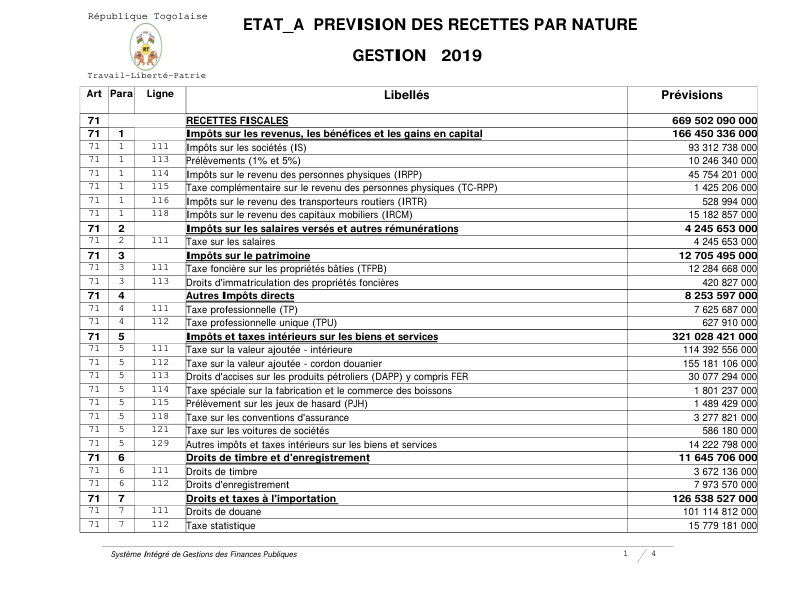 République Togolaise
RT
Travail-Liberté-Patrie
ETAT_A PREVISION DES RECETTES PAR NATURE
GESTION 2019
Art Para Ligne Libellés Prévisions
71 RECETTES FISCALES 669 502 090 000
71 1 Impôts sur les revenus, les bénéfices et les gains en capital 166 450 336 000
71 1 111 Impôts sur les sociétés (IS) 93 312 738 000
71 1 113 Prélèvements (1% et 5%) 10 246 340 000
71 1 114 Impôts sur le revenu des personnes physiques (IRPP) 45 754 201 000
71 1 115 Taxe complémentaire sur le revenu des personnes physiques (TC-RPP) 1 425 206 000
71 1 116 Impôts sur le revenu des transporteurs routiers (IRTR) 528 994 000
71 1 118 Impôts sur le revenu des capitaux mobiliers (IRCM) 15 182 857 000
71 2 Impôts sur les salaires versés et autres rémunérations 4 245 653 000
71 2 111 Taxe sur les salaires 4 245 653 000
71 3 Impôts sur le patrimoine 12 705 495 000
71 3 111 Taxe foncière sur les propriétés bâties (TFPB) 12 284 668 000
71 3 113 Droits d'immatriculation des propriétés foncières 420 827 000
71 4 Autres Impôts directs 8 253 597 000
71 4 111 Taxe professionnelle (TP) 7 625 687 000
71 4 112 Taxe professionnelle unique (TPU) 627 910 000
71 5 Impôts et taxes intérieurs sur les biens et services 321 028 421 000
71 5 111 Taxe sur la valeur ajoutée - intérieure 114 392 556 000
71 5 112 Taxe sur la valeur ajoutée - cordon douanier 155 181 106 000
71 5 113 Droits d'accises sur les produits pétroliers (DAPP) y compris FER 30 077 294 000
71 5 114 Taxe spéciale sur la fabrication et le commerce des boissons 1 801 237 000
71 5 115 Prélèvement sur les jeux de hasard (PJH) 1 489 429 000
71 5 118 Taxe sur les conventions d'assurance 3 277 821 000
71 5 121 Taxe sur les voitures de sociétés 586 180 000
71 5 129 Autres impôts et taxes intérieurs sur les biens et services 14 222 798 000
71 6 Droits de timbre et d'enregistrement 11 645 706 000
71 6 111 Droits de timbre 3 672 136 000
71 6 112 Droits d'enregistrement 7 973 570 000
71 7 Droits et taxes à l'importation 126 538 527 000
71 7 111 Droits de douane 101 114 812 000
71 7 112 Taxe statistique 15 779 181 000
Système Intégré de Gestions des Finances Publiques 1 / 4